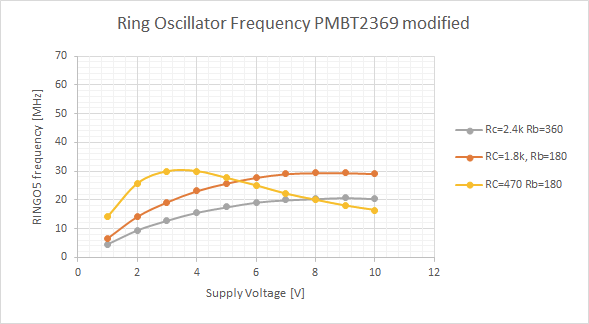 Ring Oscillator Frequency PMBT2369 modified
70
60
50
40
30
20
10
0
RINGO5 frequency [MHz]
0 2 4 6 8 10 12
Supply Voltage [V]
Rc=2.4k Rb=360
RC=1.8k, Rb=180
RC=470 Rb=180